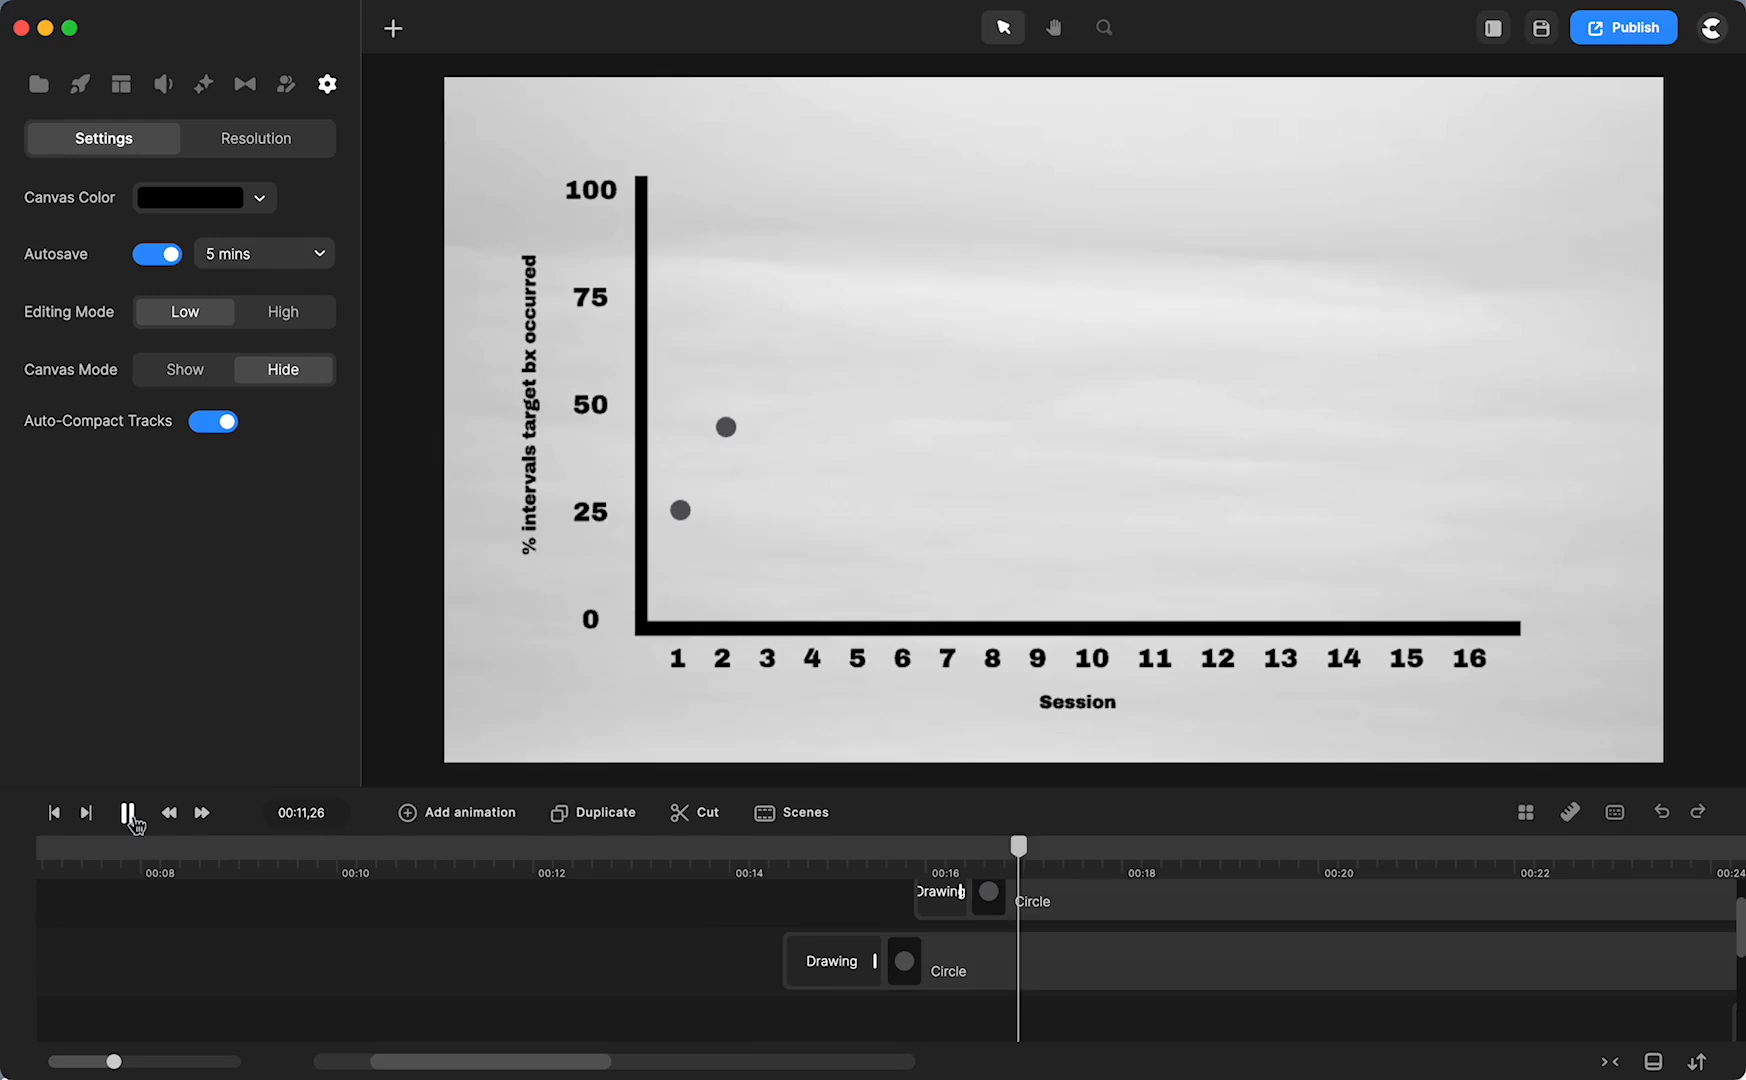 Publish
Settings
Resolution
Canvas Color
Autosave
5 mins
Editing Mode
Low
High
Canvas Mode
Show
Hide
Auto-Compact Tracks
100
75
50
25
0
% intervals target bx occurred
1 2 3 4 5 6 7 8 9 10 11 12 13 14 15 16
Session
00:11,26
Add animation
Duplicate
Cut
Scenes
00:08 00:10 00:12 00:14 00:16 00:18 00:20 00:22 00:24
Drawing
Circle
Drawing
Circle